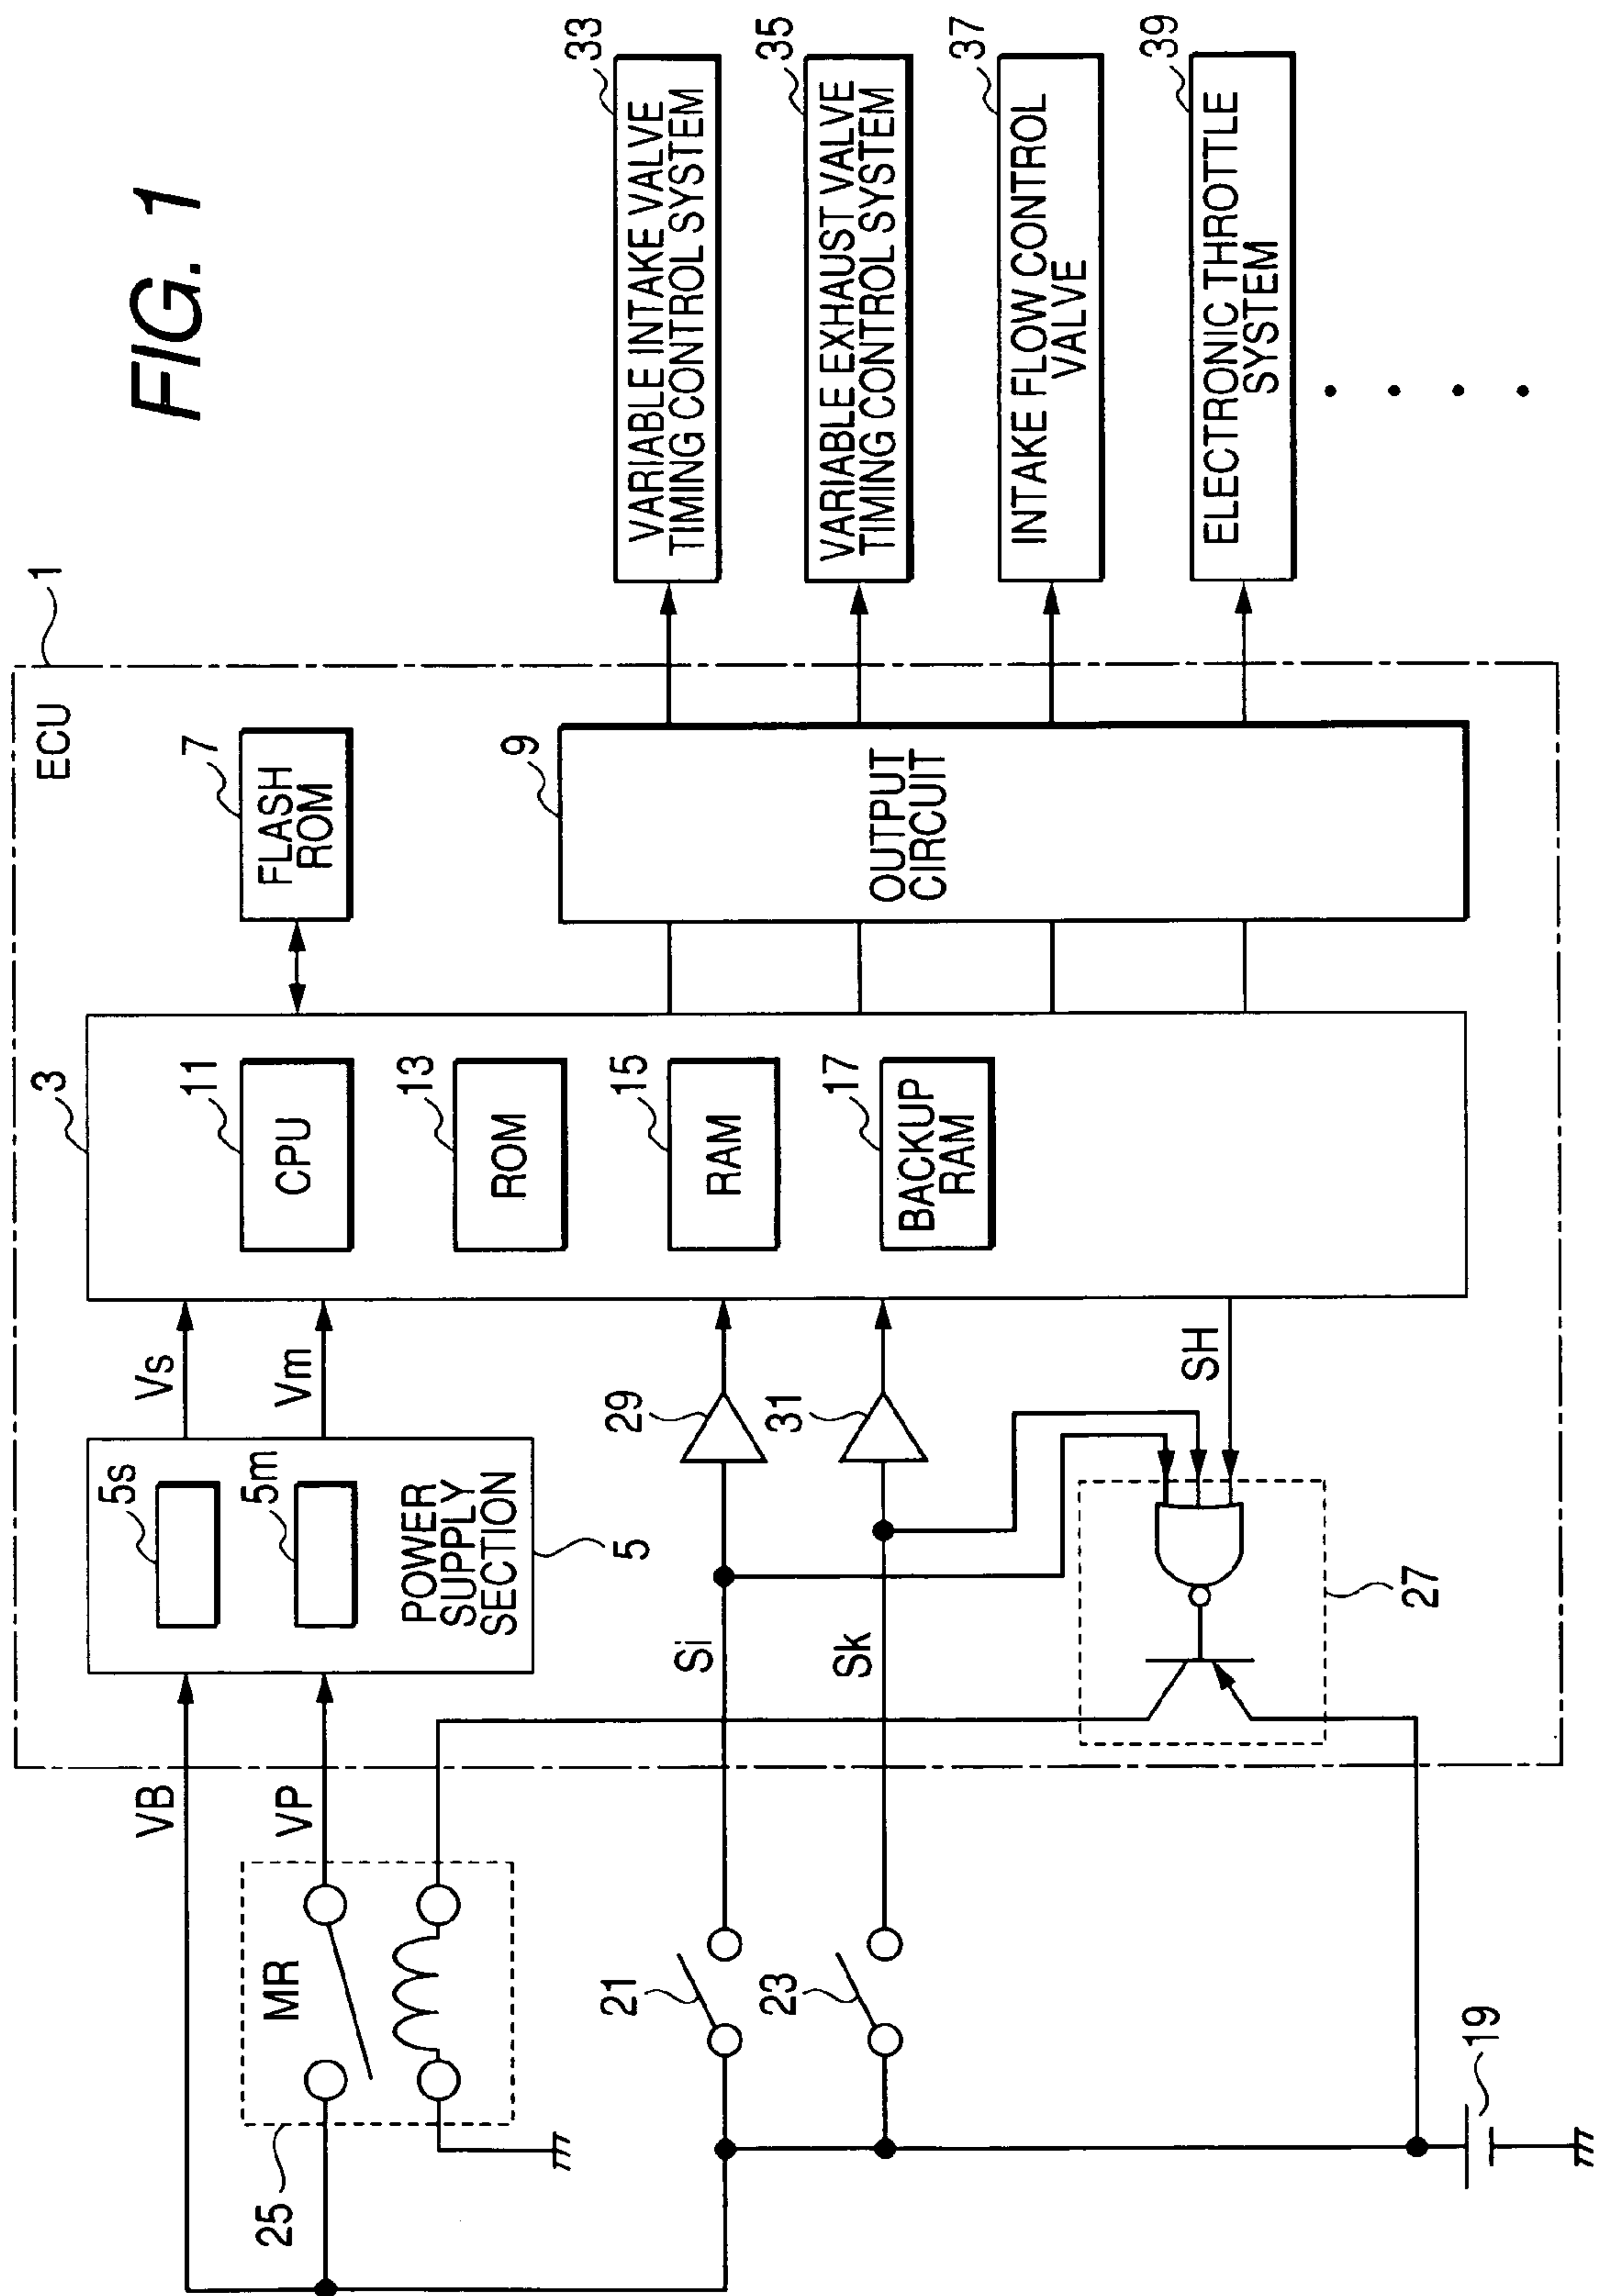 FIG. 1
1
ECU
3
7
FLASH
ROM
9
OUTPUT
CIRCUIT
11
CPU
13
ROM
15
RAM
17
BACKUP
RAM
Vs
Vm
5s
5m
POWER
SUPPLY
SECTION
5
VB
VP
MR
25
29
31
Si
Sk
SH
27
21
23
19
33
VARIABLE INTAKE VALVE
TIMING CONTROL SYSTEM
35
VARIABLE EXHAUST VALVE
TIMING CONTROL SYSTEM
37
INTAKE FLOW CONTROL
VALVE
39
ELECTRONIC THROTTLE
SYSTEM